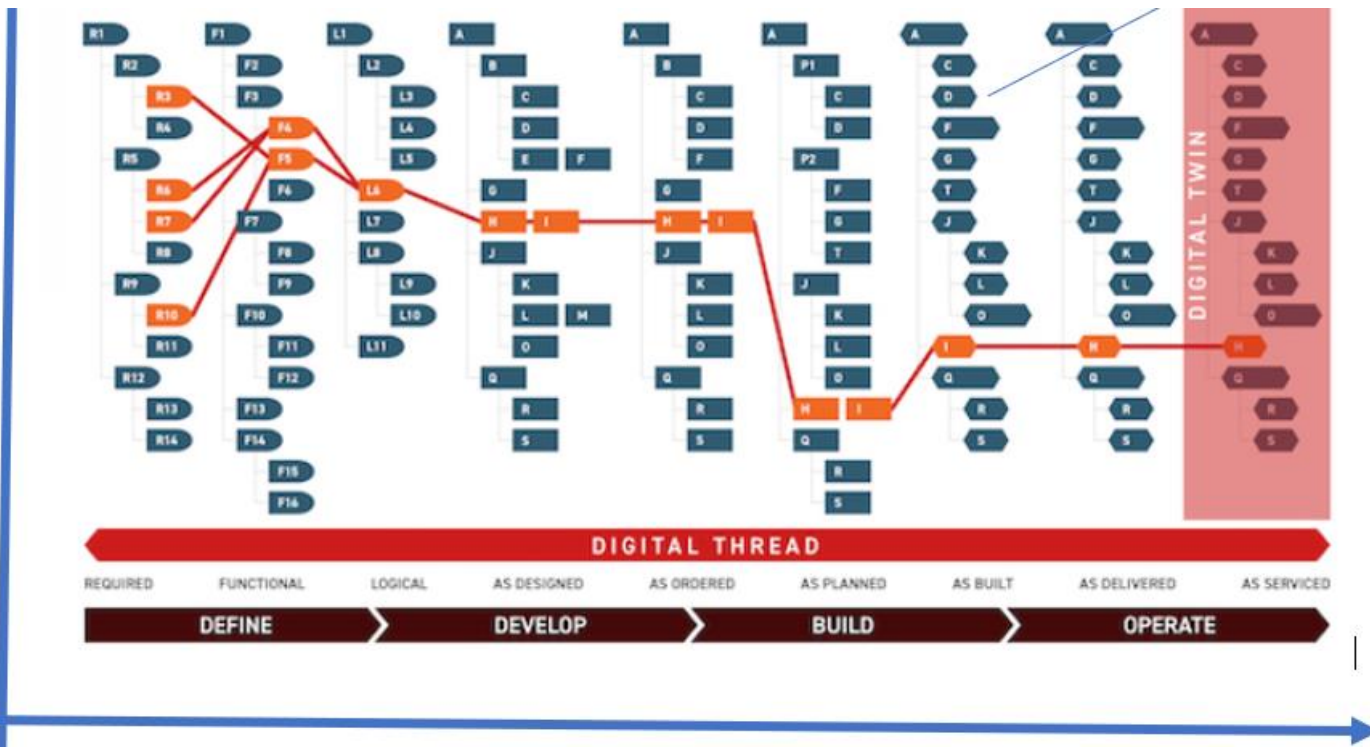 R1 F1 L1 A A A A A A
R2 F2 L2 B B P1 C C C
R3 F3 L3 C C C D D D
R4 F4 L4 D D D F F F
R5 F5 L5 E F F P2 G G G
R6 F6 L6 G G F T T T
R7 F7 L7 H I H I G J J J
R8 F8 L8 J J T K K K
R9 F9 L9 K K J L L L
R10 F10 L10 L M L K O O O
R11 F11 L11 O O L I H H
R12 F12 Q Q O Q Q Q
R13 F13 R R H I R R R
R14 F14 S S Q S S S
F15 R
F16 S
DIGITAL TWIN
DIGITAL THREAD
REQUIRED FUNCTIONAL LOGICAL AS DESIGNED AS ORDERED AS PLANNED AS BUILT AS DELIVERED AS SERVICED
DEFINE DEVELOP BUILD OPERATE